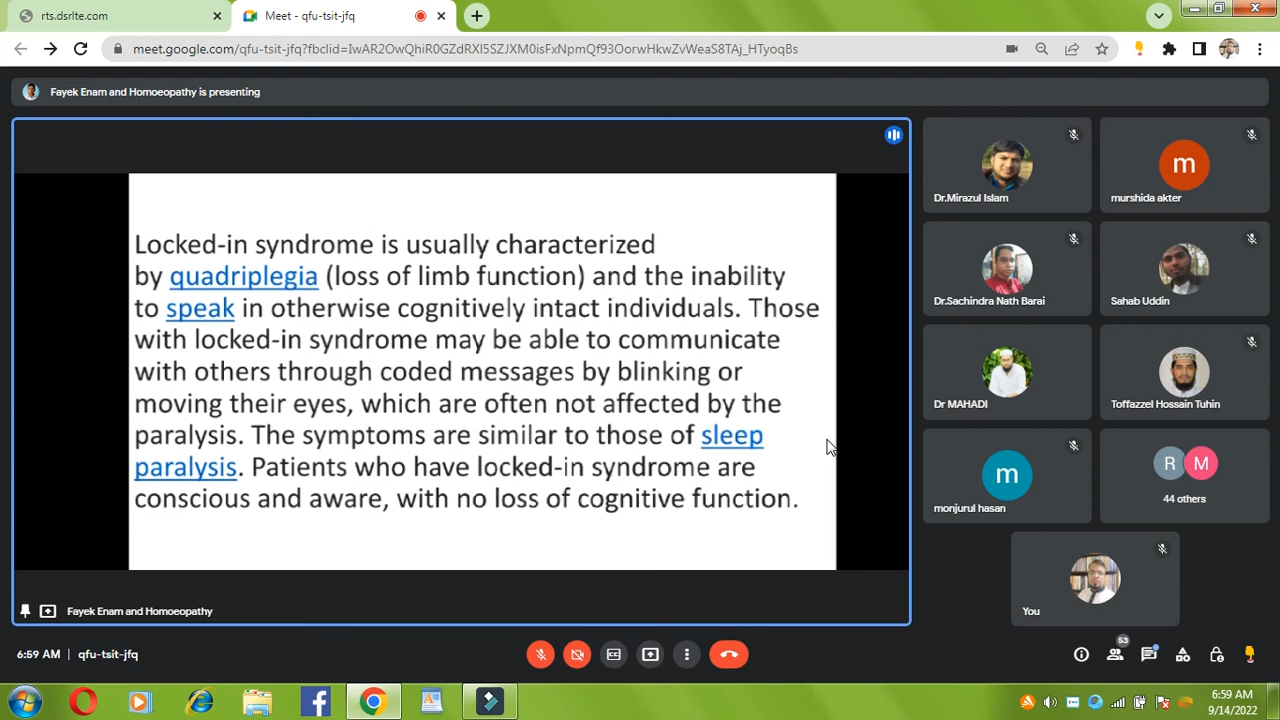 rts.dsrlte.com
Meet - qfu-tsit-jfq
meet.google.com/qfu-tsit-jfq?fbclid=IwAR2OwQhiR0GZdRXI5SZJXM0isFxNpmQf93OorwHkwZvWeaS8TAj_HTyoqBs
Fayek Enam and Homoeopathy is presenting
Locked-in syndrome is usually characterized
by quadriplegia (loss of limb function) and the inability
to speak in otherwise cognitively intact individuals. Those
with locked-in syndrome may be able to communicate
with others through coded messages by blinking or
moving their eyes, which are often not affected by the
paralysis. The symptoms are similar to those of sleep
paralysis. Patients who have locked-in syndrome are
conscious and aware, with no loss of cognitive function.
Fayek Enam and Homoeopathy
Dr.Mirazul Islam
m
murshida akter
Dr.Sachindra Nath Barai
Sahab Uddin
Dr MAHADI
Toffazzel Hossain Tuhin
m
monjurul hasan
R M
44 others
You
6:59 AM | qfu-tsit-jfq
53
6:59 AM
9/14/2022